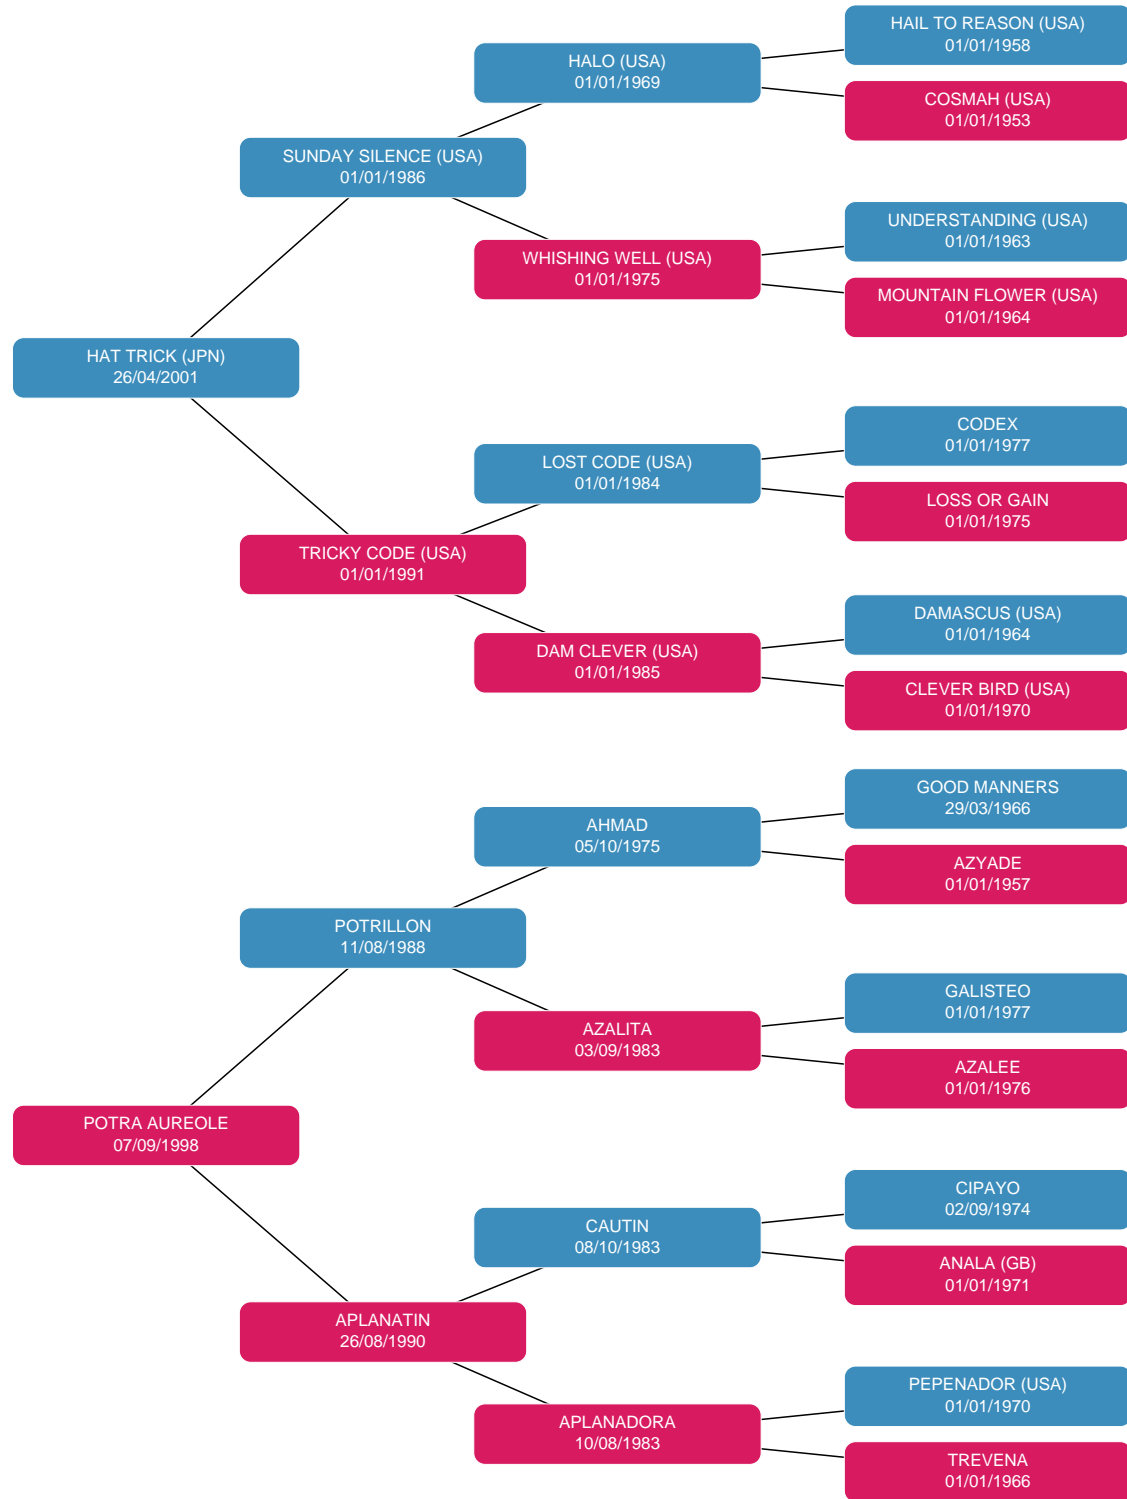 HAIL TO REASON (USA)
01/01/1958
HALO (USA)
01/01/1969
COSMAH (USA)
01/01/1953
SUNDAY SILENCE (USA)
01/01/1986
UNDERSTANDING (USA)
01/01/1963
WHISHING WELL (USA)
01/01/1975
MOUNTAIN FLOWER (USA)
01/01/1964
HAT TRICK (JPN)
26/04/2001
CODEX
01/01/1977
LOST CODE (USA)
01/01/1984
LOSS OR GAIN
01/01/1975
TRICKY CODE (USA)
01/01/1991
DAMASCUS (USA)
01/01/1964
DAM CLEVER (USA)
01/01/1985
CLEVER BIRD (USA)
01/01/1970
GOOD MANNERS
29/03/1966
AHMAD
05/10/1975
AZYADE
01/01/1957
POTRILLON
11/08/1988
GALISTEO
01/01/1977
AZALITA
03/09/1983
AZALEE
01/01/1976
POTRA AUREOLE
07/09/1998
CIPAYO
02/09/1974
CAUTIN
08/10/1983
ANALA (GB)
01/01/1971
APLANATIN
26/08/1990
PEPENADOR (USA)
01/01/1970
APLANADORA
10/08/1983
TREVENA
01/01/1966